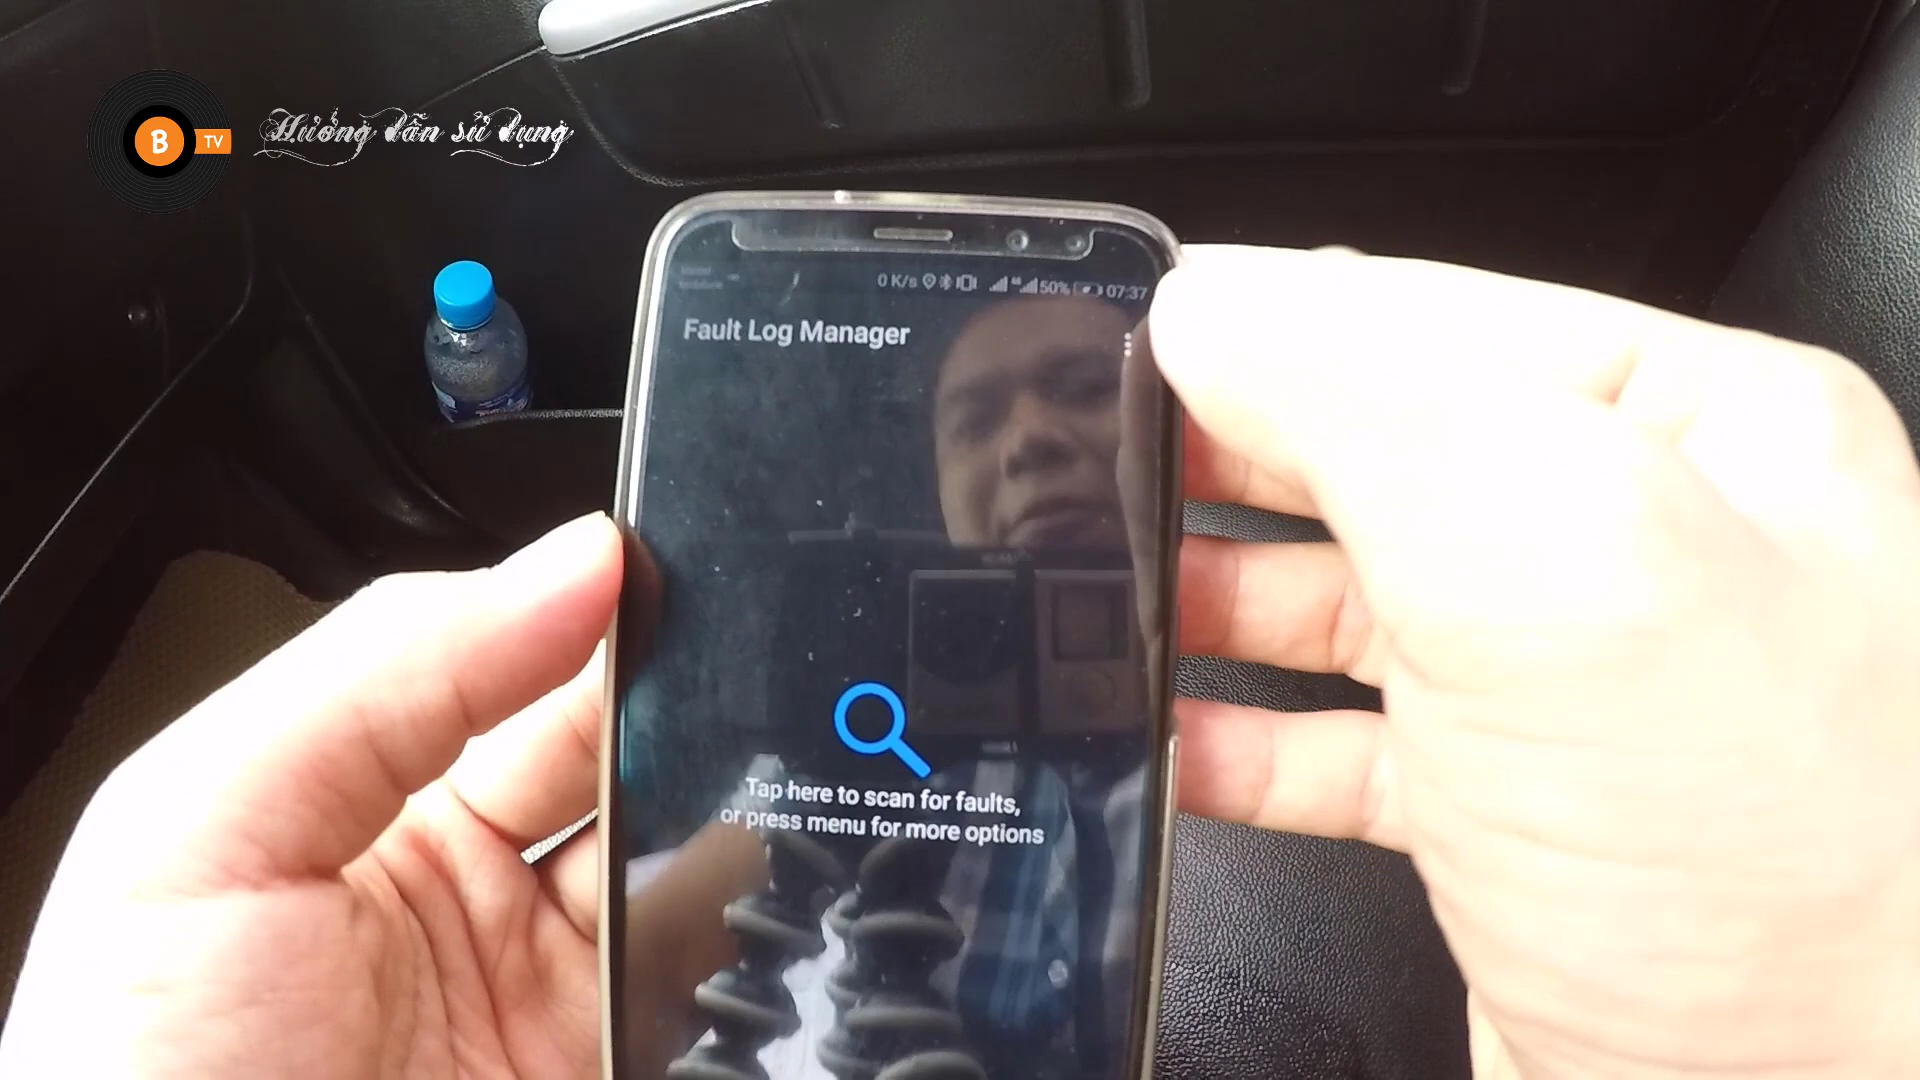 B TV
Hướng dẫn sử dụng
0 K/s 50% 07:37
Fault Log Manager
Tap here to scan for faults,
or press menu for more options